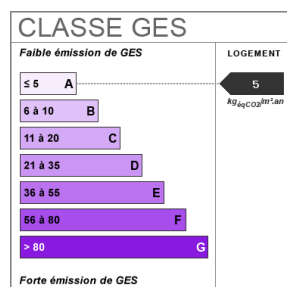 CLASSE GES
Faible émission de GES
LOGEMENT
≤ 5 A
5
kgéqCO2/m².an
6 à 10 B
11 à 20 C
21 à 35 D
36 à 55 E
56 à 80 F
> 80 G
Forte émission de GES